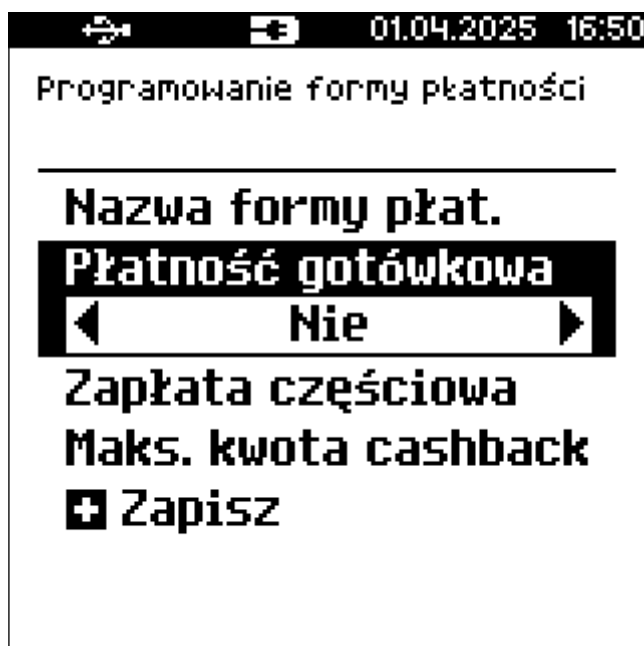 01.04.2025 16:50
Programowanie formy płatności
Nazwa formy płat.
Płatność gotówkowa
Nie
Zapłata częściowa
Maks. kwota cashback
Zapisz